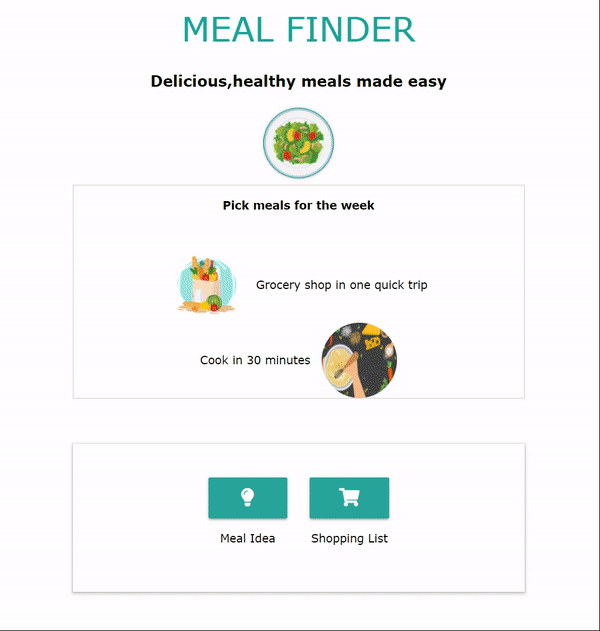 MEAL FINDER
Delicious,healthy meals made easy
Pick meals for the week
Grocery shop in one quick trip
Cook in 30 minutes
Meal Idea
Shopping List